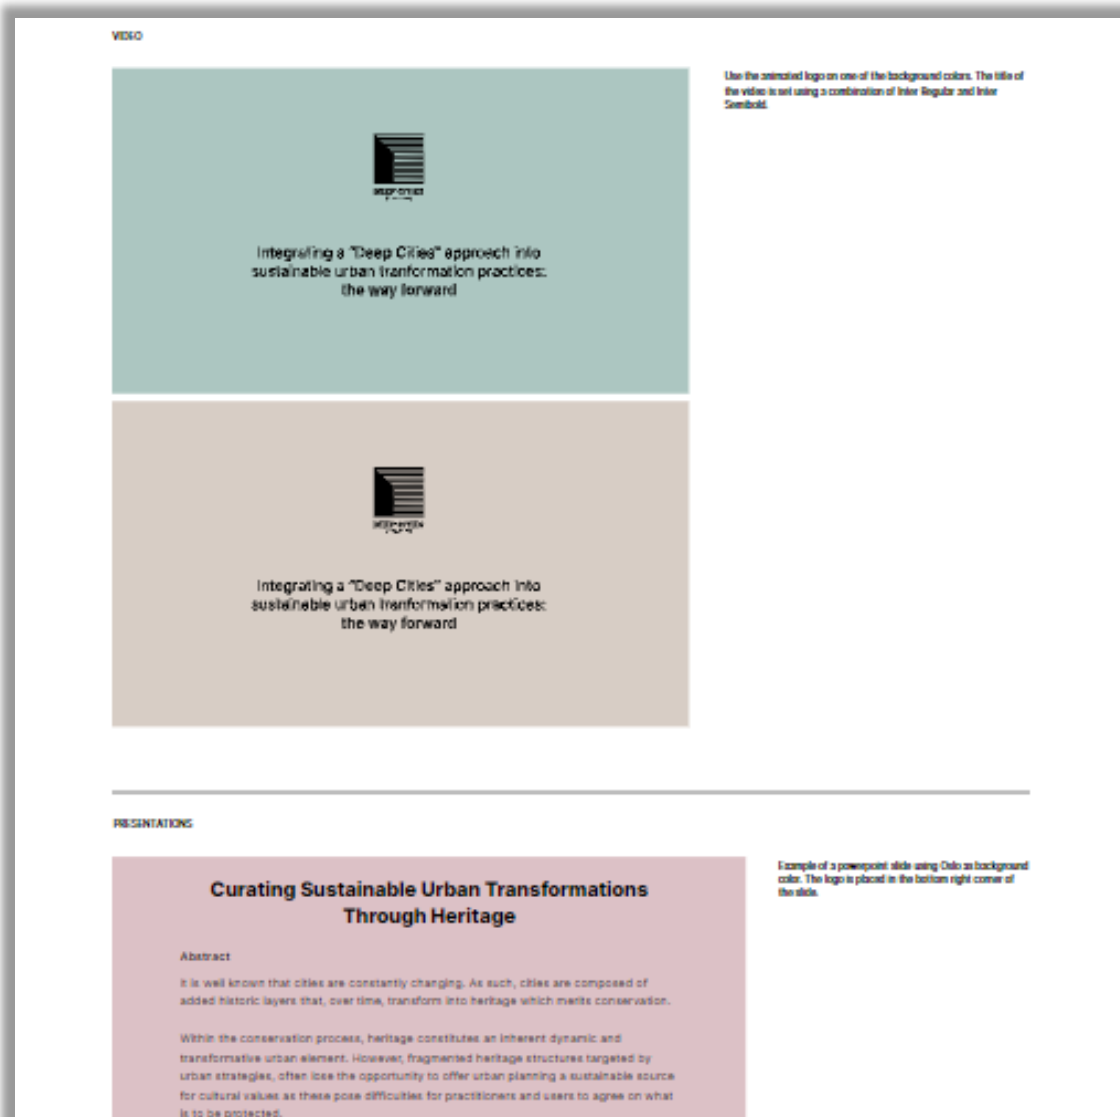 VIDEO
Use the animated logo on one of the background colors. The title of
the video is set using a combination of Inter Regular and Inter
Semibold.
Integrating a "Deep Cities" approach into
sustainable urban tranformation practices:
the way forward
Integrating a "Deep Cities" approach into
sustainable urban tranformation practices:
the way forward
PRESENTATIONS
Example of a powerpoint slide using Oslo as background
color. The logo is placed in the bottom right corner of
the slide.
Curating Sustainable Urban Transformations
Through Heritage
Abstract
It is well known that cities are constantly changing. As such, cities are composed of
added historic layers that, over time, transform into heritage which merits conservation.
Within the conservation process, heritage constitutes an inherent dynamic and
transformative urban element. However, fragmented heritage structures targeted by
urban strategies, often lose the opportunity to offer urban planning a sustainable source
for cultural values as these pose difficulties for practitioners and users to agree on what
is to be protected.